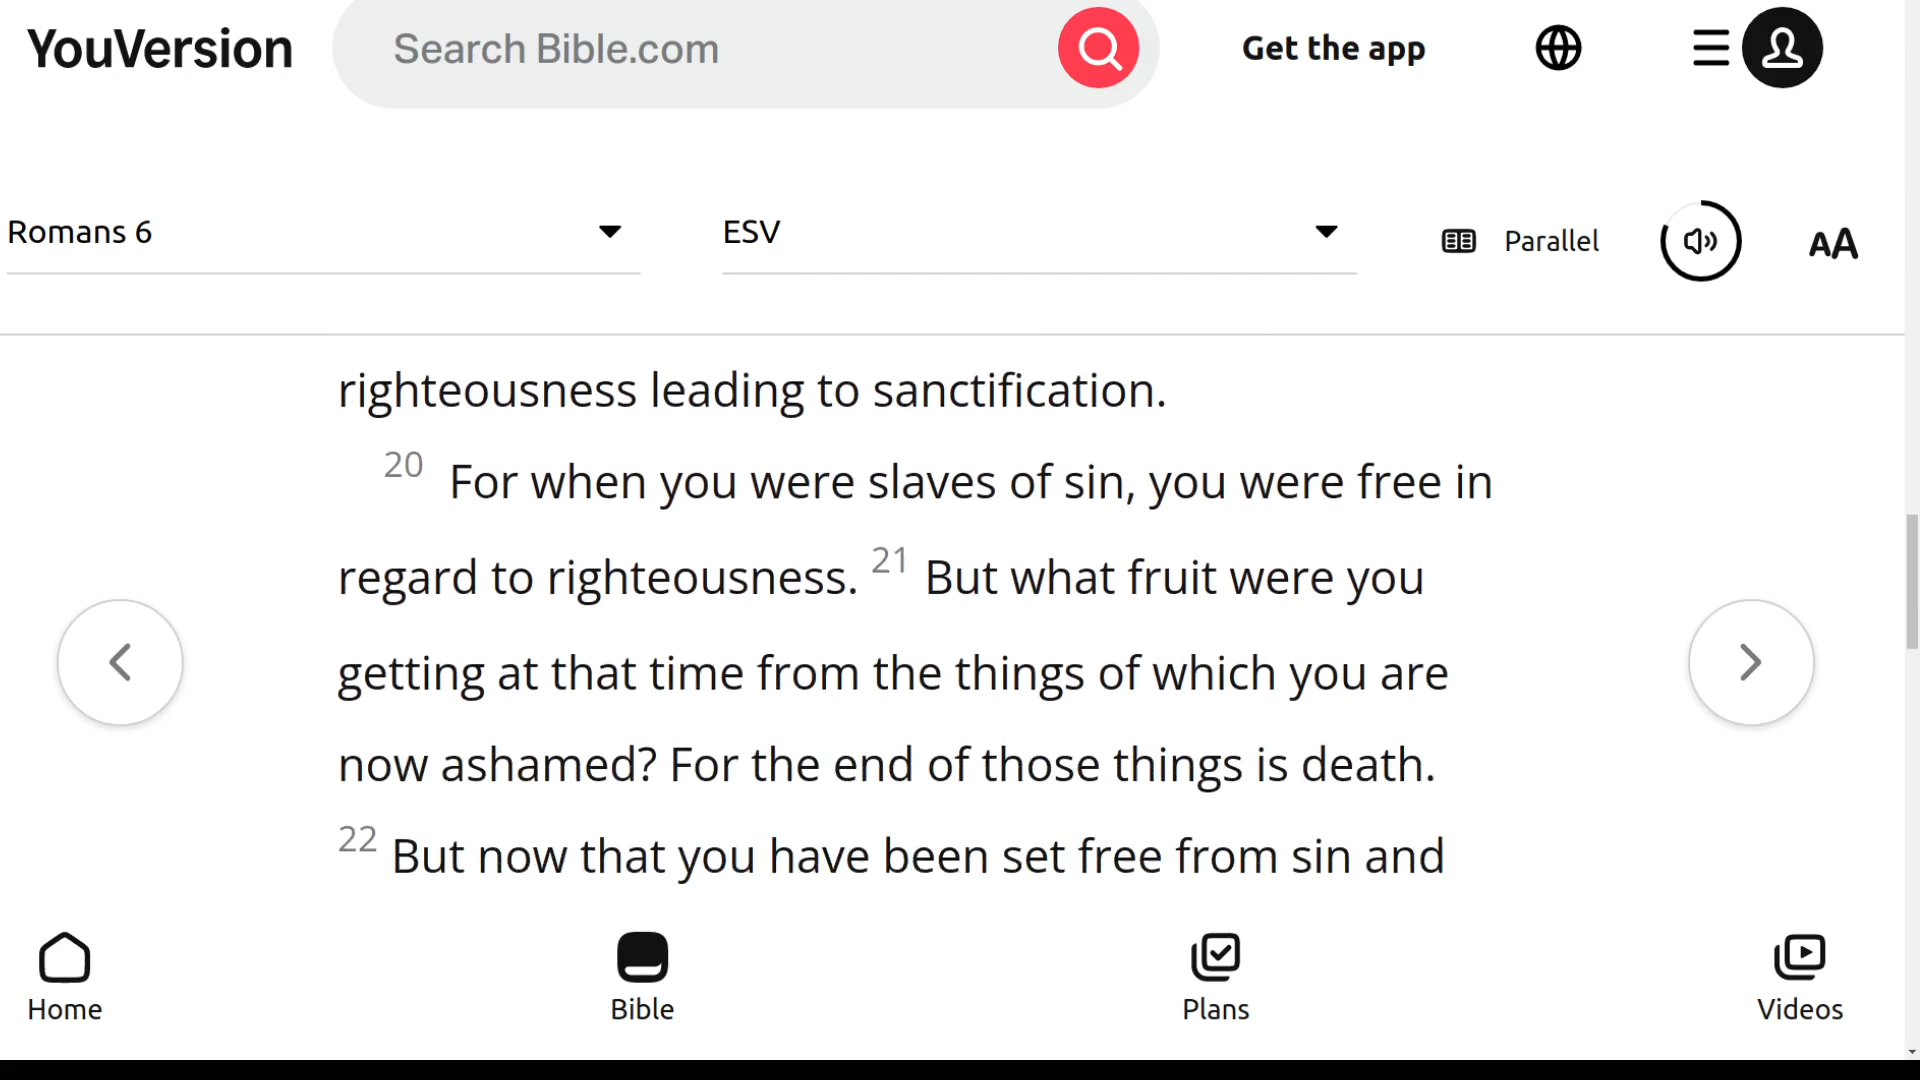 YouVersion
Search Bible.com
Get the app
Romans 6
ESV
Parallel
AA
righteousness leading to sanctification.
20 For when you were slaves of sin, you were free in
regard to righteousness. 21 But what fruit were you
getting at that time from the things of which you are
now ashamed? For the end of those things is death.
22 But now that you have been set free from sin and
Home
Bible
Plans
Videos